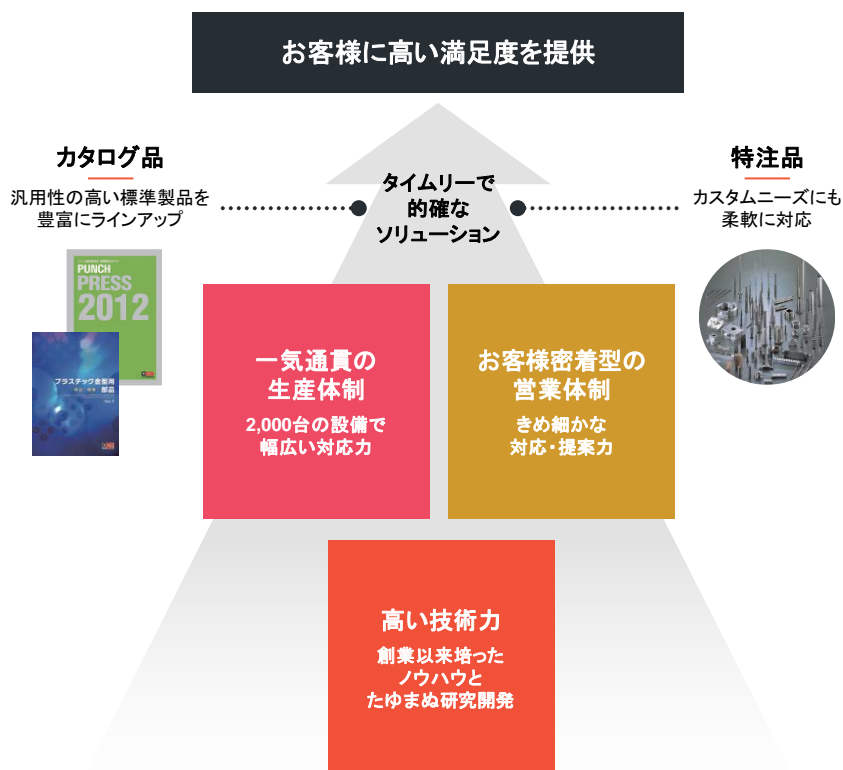 お客様に高い満足度を提供
カタログ品
汎用性の高い標準製品を
豊富にラインアップ
タイムリーで
的確な
ソリューション
特注品
カスタムニーズにも
柔軟に対応
PUNCH
PRESS
2012
プラスチック金型用
部品
一気通貫の
生産体制
2,000台の設備で
幅広い対応力
お客様密着型の
営業体制
きめ細かな
対応・提案力
高い技術力
創業以来培った
ノウハウと
たゆまぬ研究開発